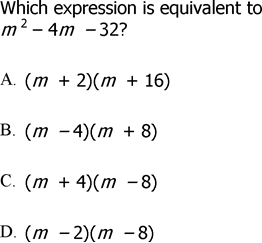 Which expression is equivalent to
m² – 4m – 32?
A. (m + 2)(m + 16)
B. (m – 4)(m + 8)
C. (m + 4)(m – 8)
D. (m – 2)(m – 8)